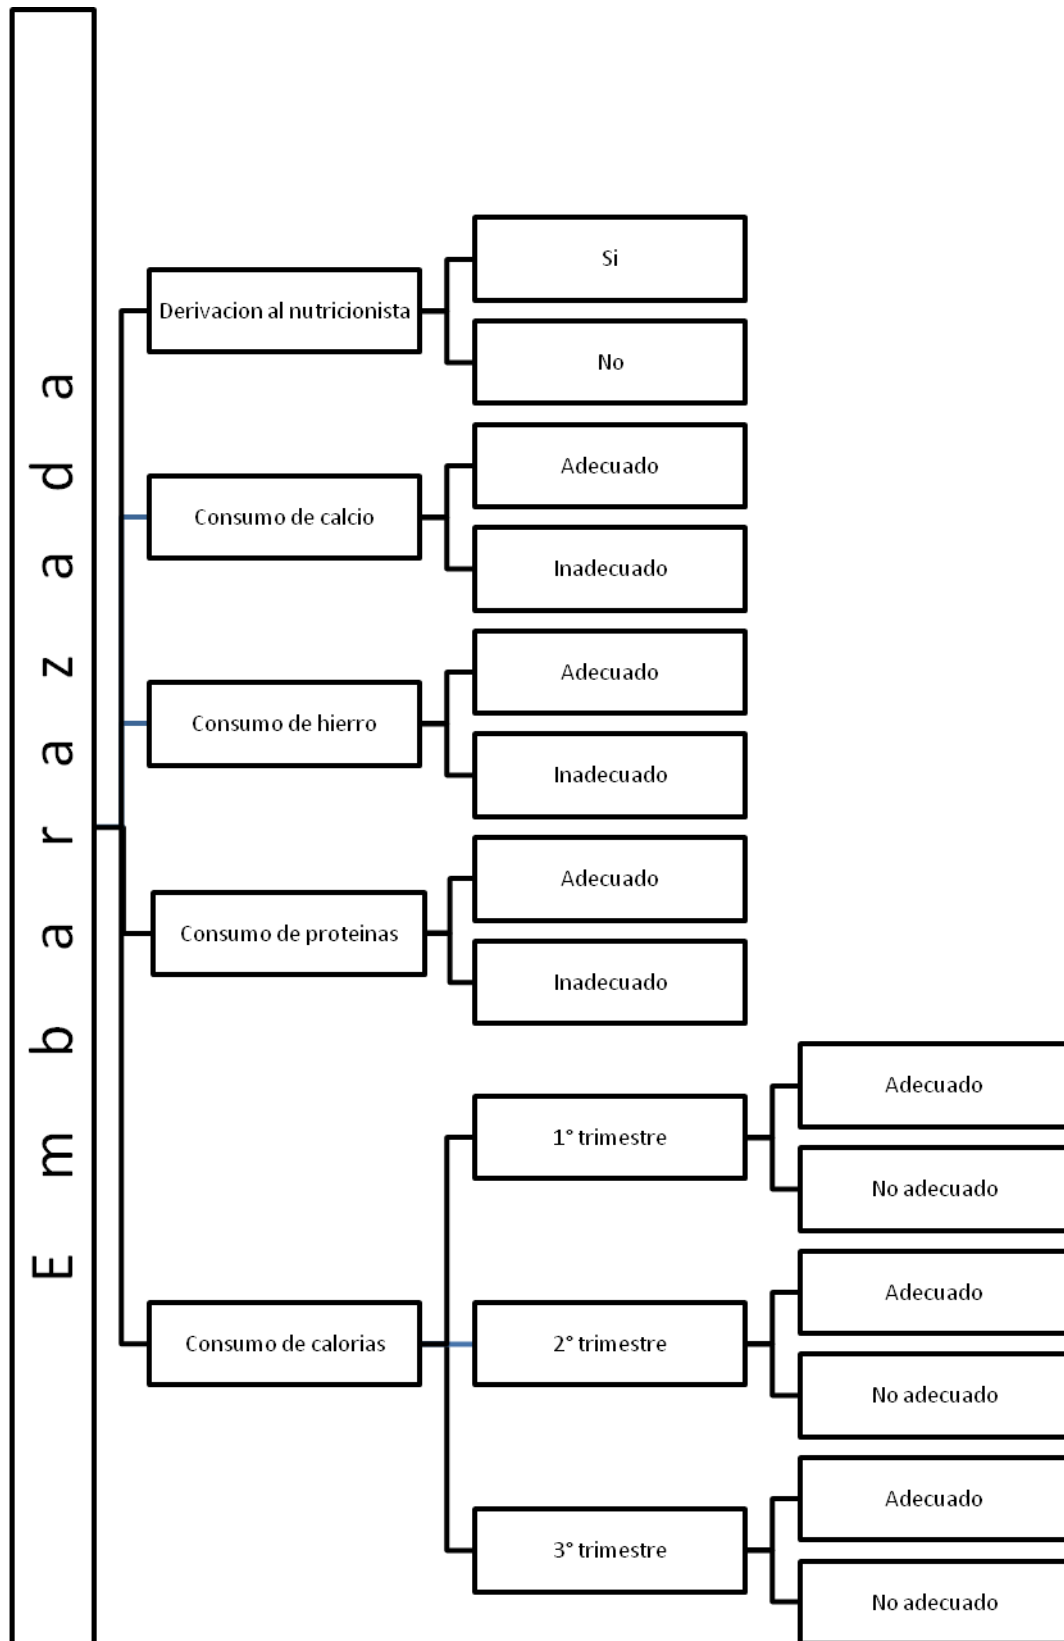 Embarazada
Derivacion al nutricionista
Si
No
Consumo de calcio
Adecuado
Inadecuado
Consumo de hierro
Adecuado
Inadecuado
Consumo de proteinas
Adecuado
Inadecuado
Consumo de calorias
1° trimestre
Adecuado
No adecuado
2° trimestre
Adecuado
No adecuado
3° trimestre
Adecuado
No adecuado